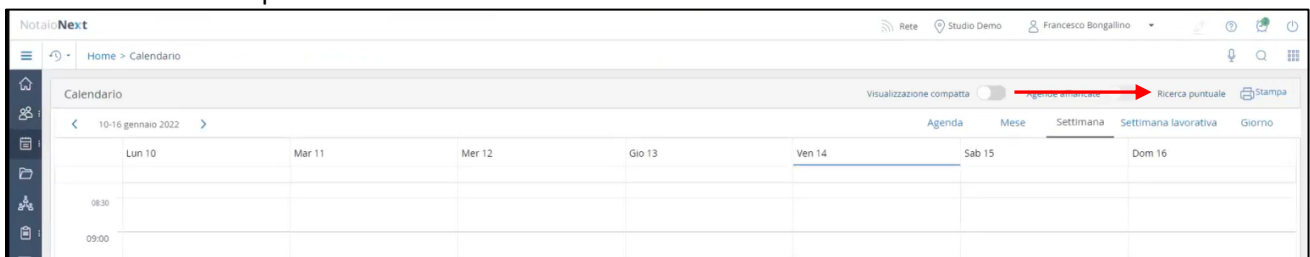 NotaioNext
Rete Studio Demo Francesco Bongallino
Home > Calendario
Calendario
Visualizzazione compatta Agende affiancate Ricerca puntuale Stampa
10-16 gennaio 2022
Agenda Mese Settimana Settimana lavorativa Giorno
Lun 10 Mar 11 Mer 12 Gio 13 Ven 14 Sab 15 Dom 16
08:30
09:00